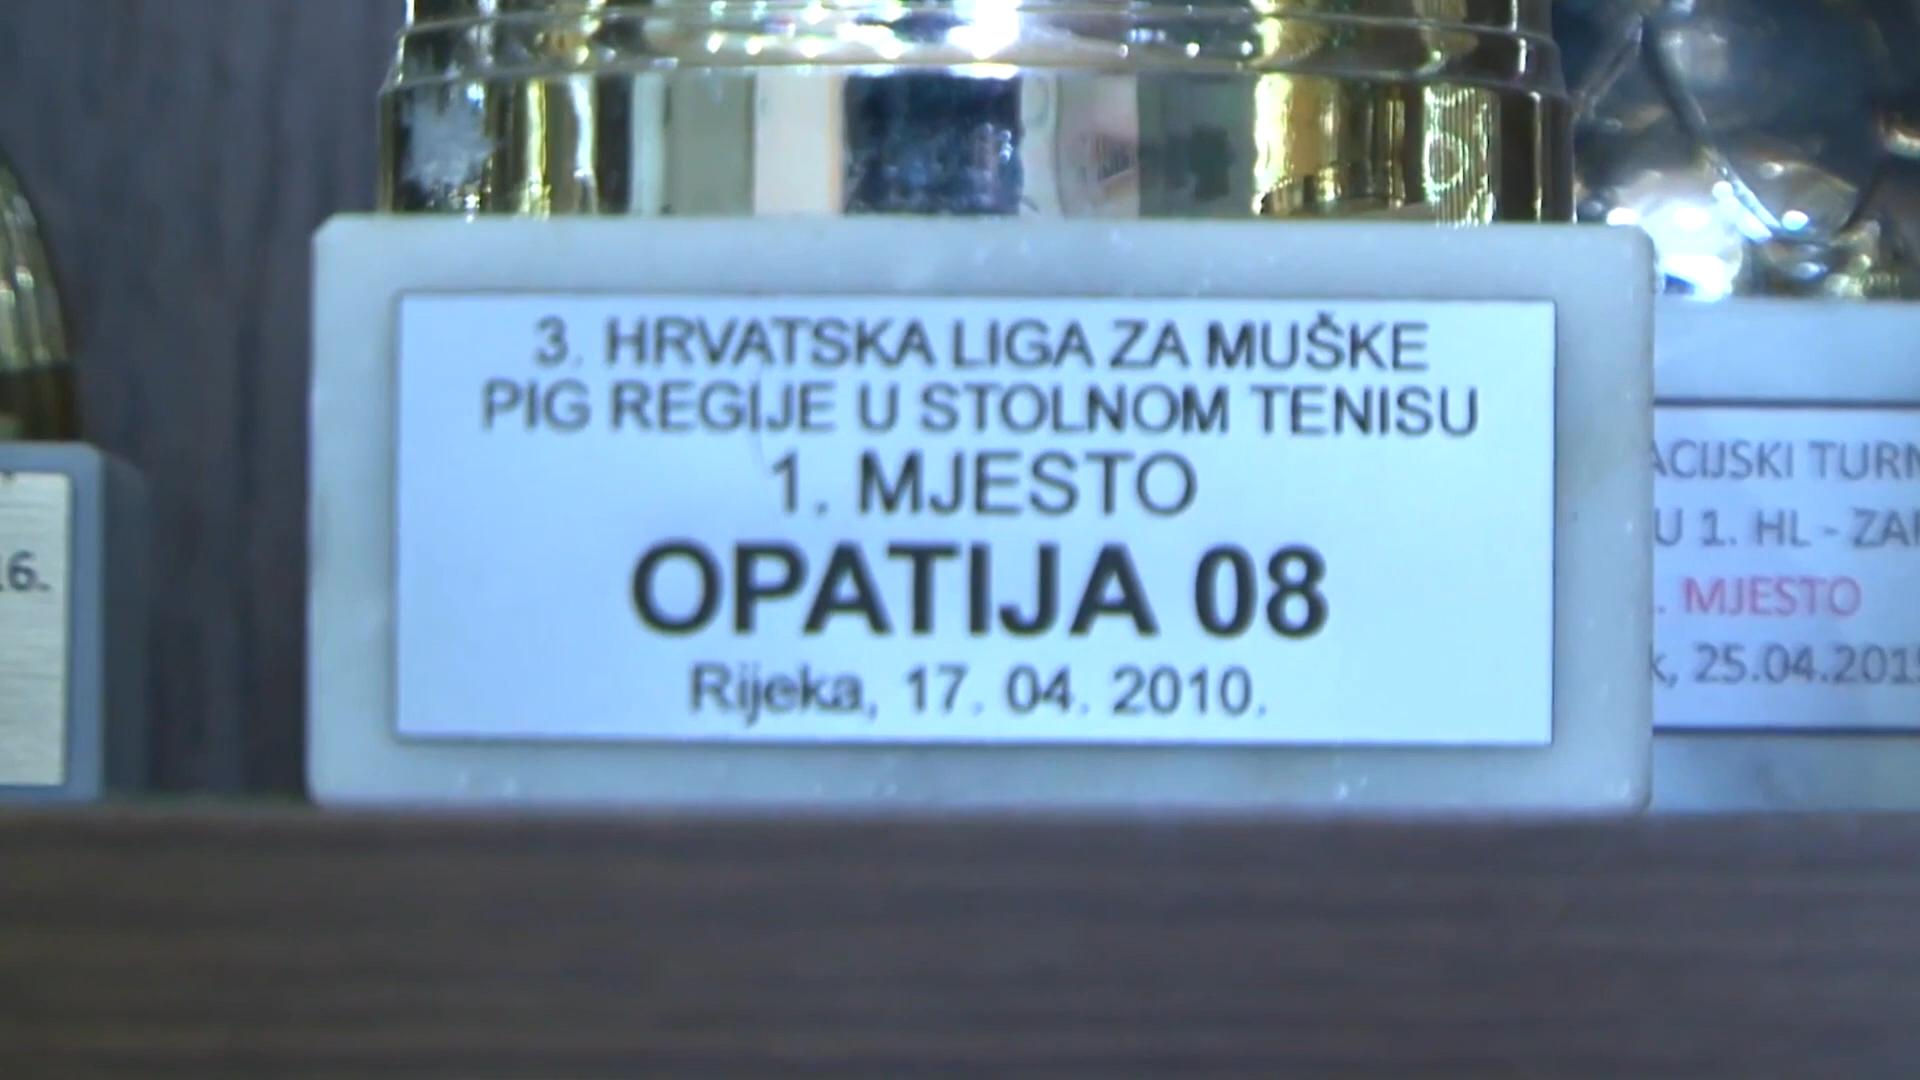 3. HRVATSKA LIGA ZA MUŠKE
PIG REGIJE U STOLNOM TENISU
1. MJESTO
OPATIJA 08
Rijeka, 17. 04. 2010.
16.
ACIJSKI TURN
U 1. HL - ZA
. MJESTO
k, 25.04.2015